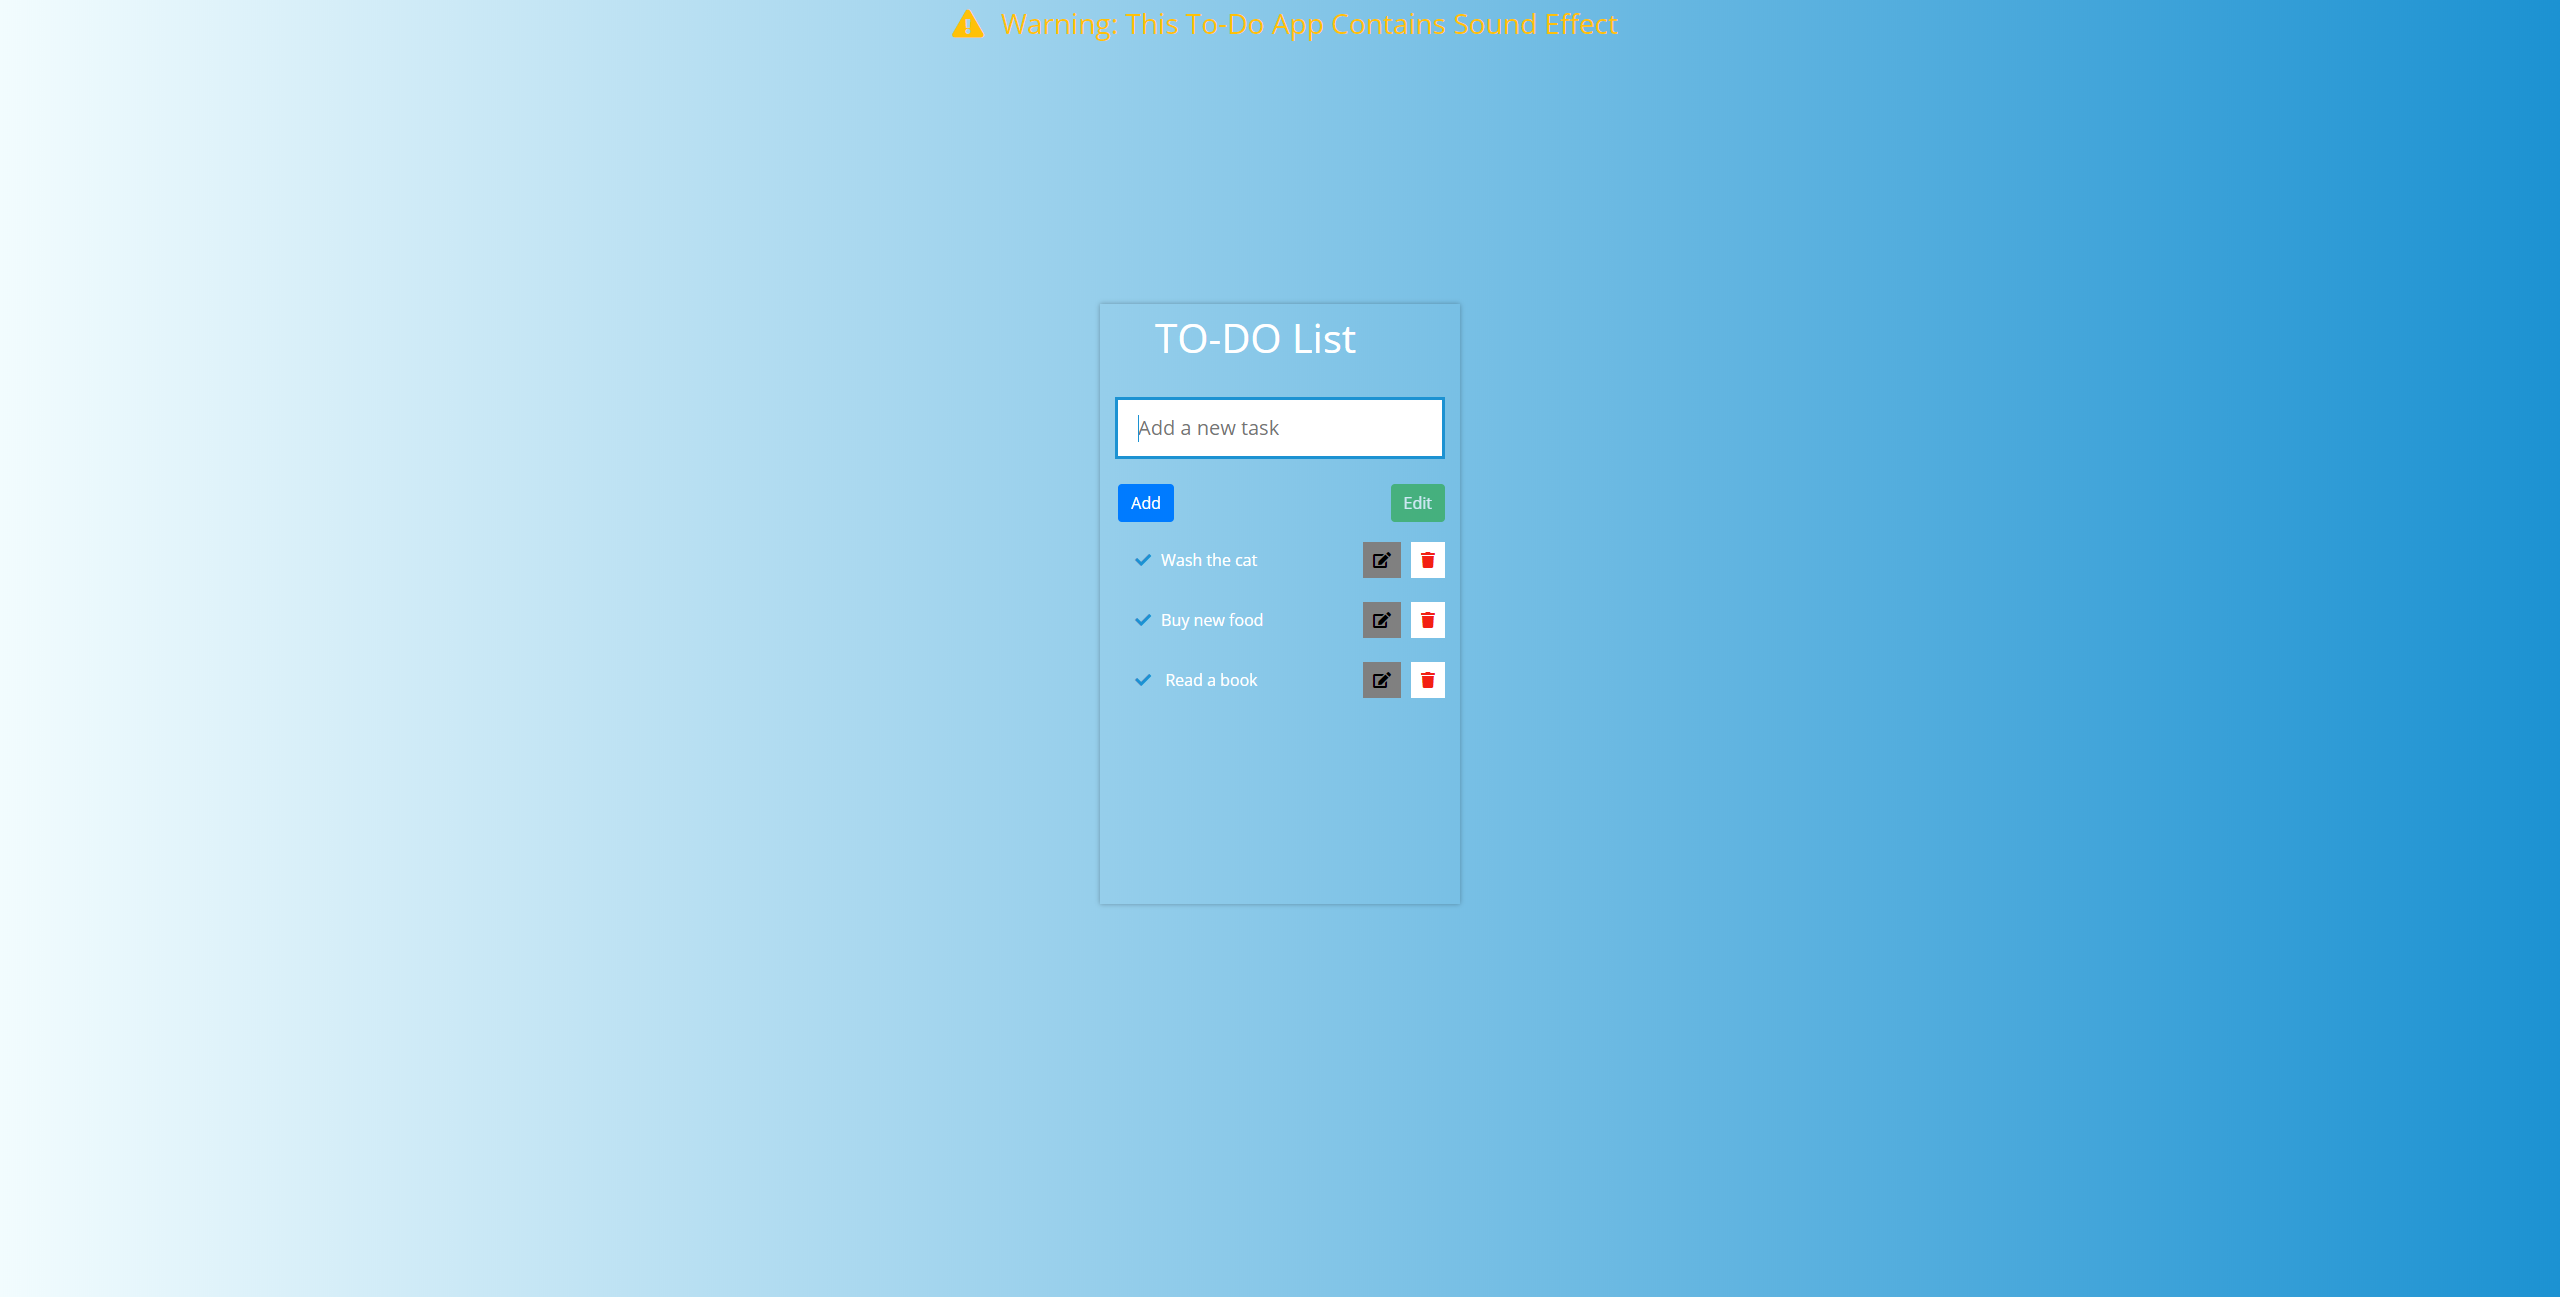 Warning: This To-Do App Contains Sound Effect
TO-DO List
Add a new task
Add Edit
Wash the cat
Buy new food
Read a book